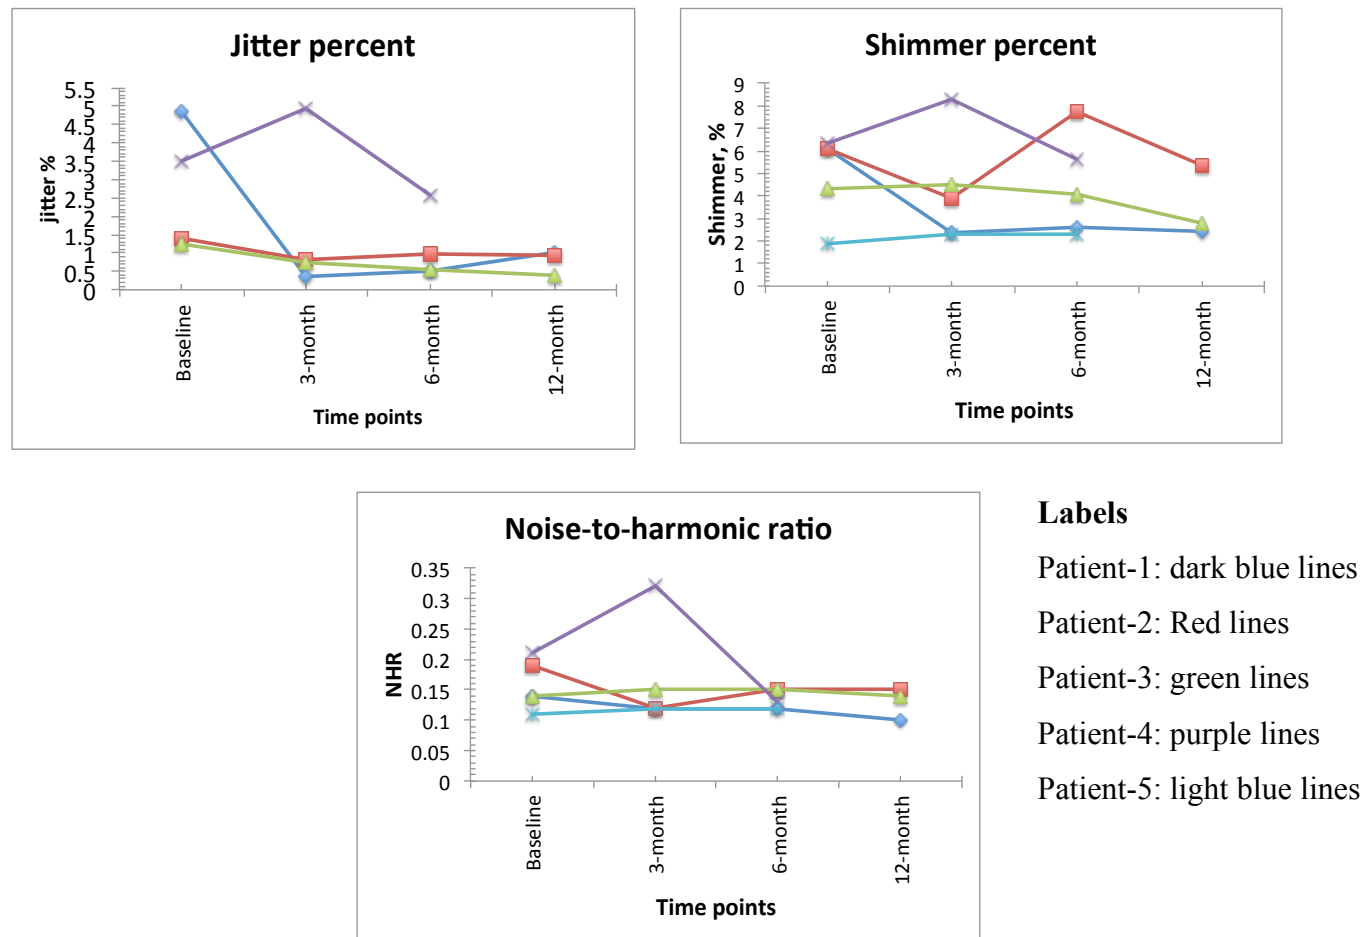 Jitter percent
5.5
5
4.5
4
3.5
3
2.5
2
1.5
1
0.5
0
jitter %
Baseline
3-month
6-month
12-month
Time points
Shimmer percent
9
8
7
6
5
4
3
2
1
0
Shimmer, %
Baseline
3-month
6-month
12-month
Time points
Noise-to-harmonic ratio
0.35
0.3
0.25
0.2
0.15
0.1
0.05
0
NHR
Baseline
3-month
6-month
12-month
Time points
Labels
Patient-1: dark blue lines
Patient-2: Red lines
Patient-3: green lines
Patient-4: purple lines
Patient-5: light blue lines